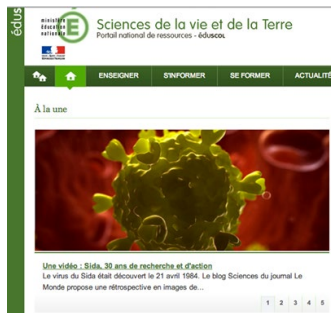 édus
ministère
éducation
nationale
É
Sciences de la vie et de la Terre
Portail national de ressources - éduscol
ENSEIGNER S'INFORMER SE FORMER ACTUALITÉ
À la une
Une vidéo : Sida, 30 ans de recherche et d'action
Le virus du Sida était découvert le 21 avril 1984. Le blog Sciences du journal Le
Monde propose une rétrospective en images de...
1 2 3 4 5